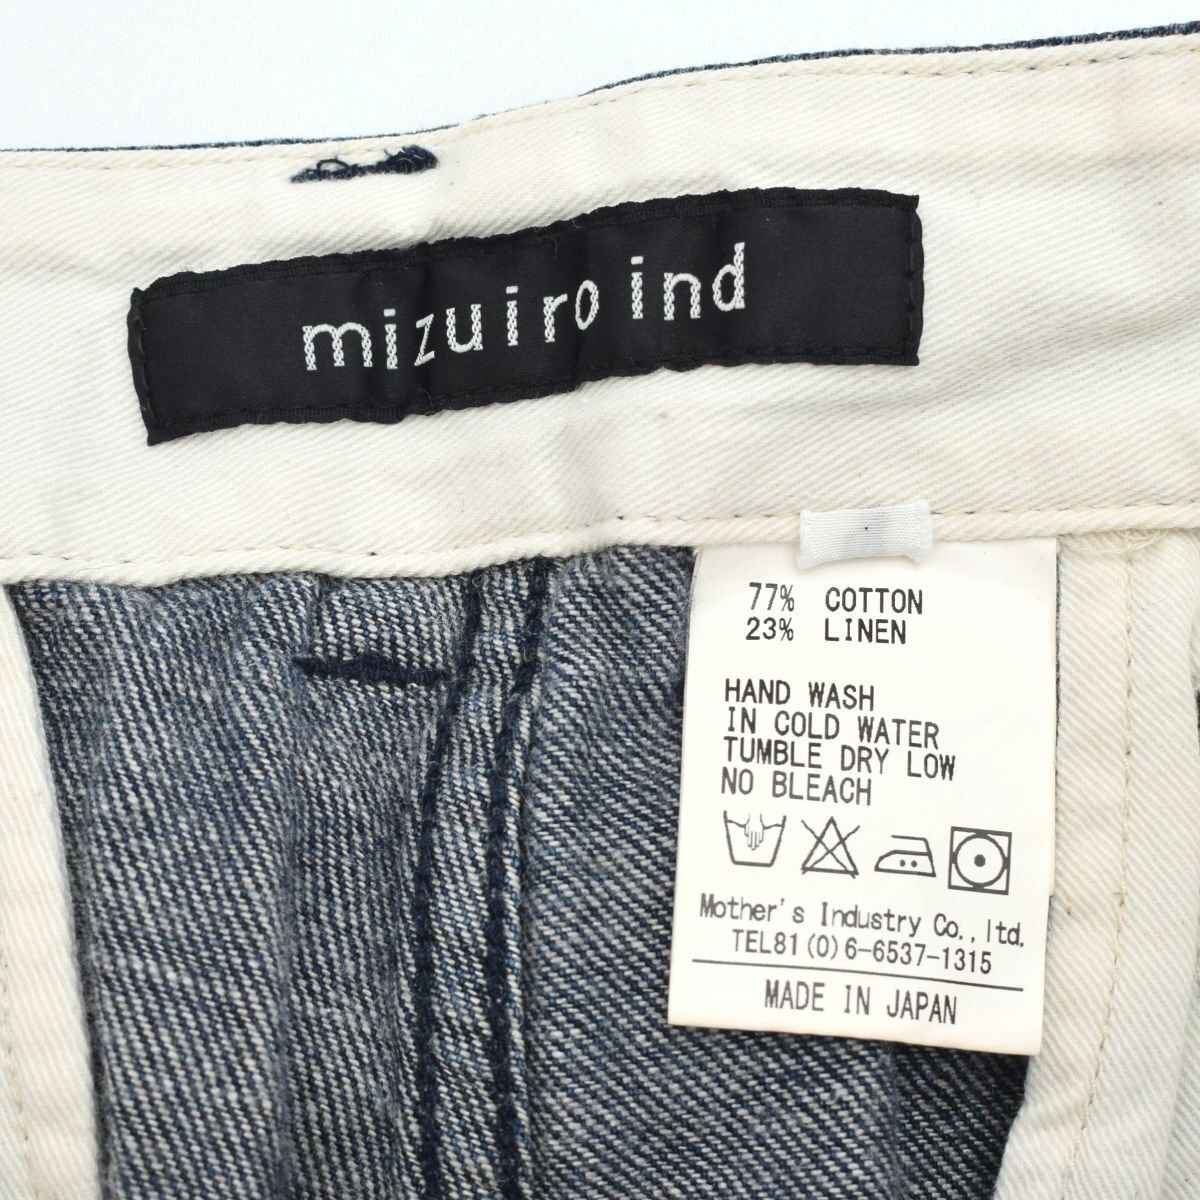 mizuiro ind
77% COTTON
23% LINEN
HAND WASH
IN COLD WATER
TUMBLE DRY LOW
NO BLEACH
Mother's Industry Co.,ltd.
TEL81(0)6-6537-1315
MADE IN JAPAN